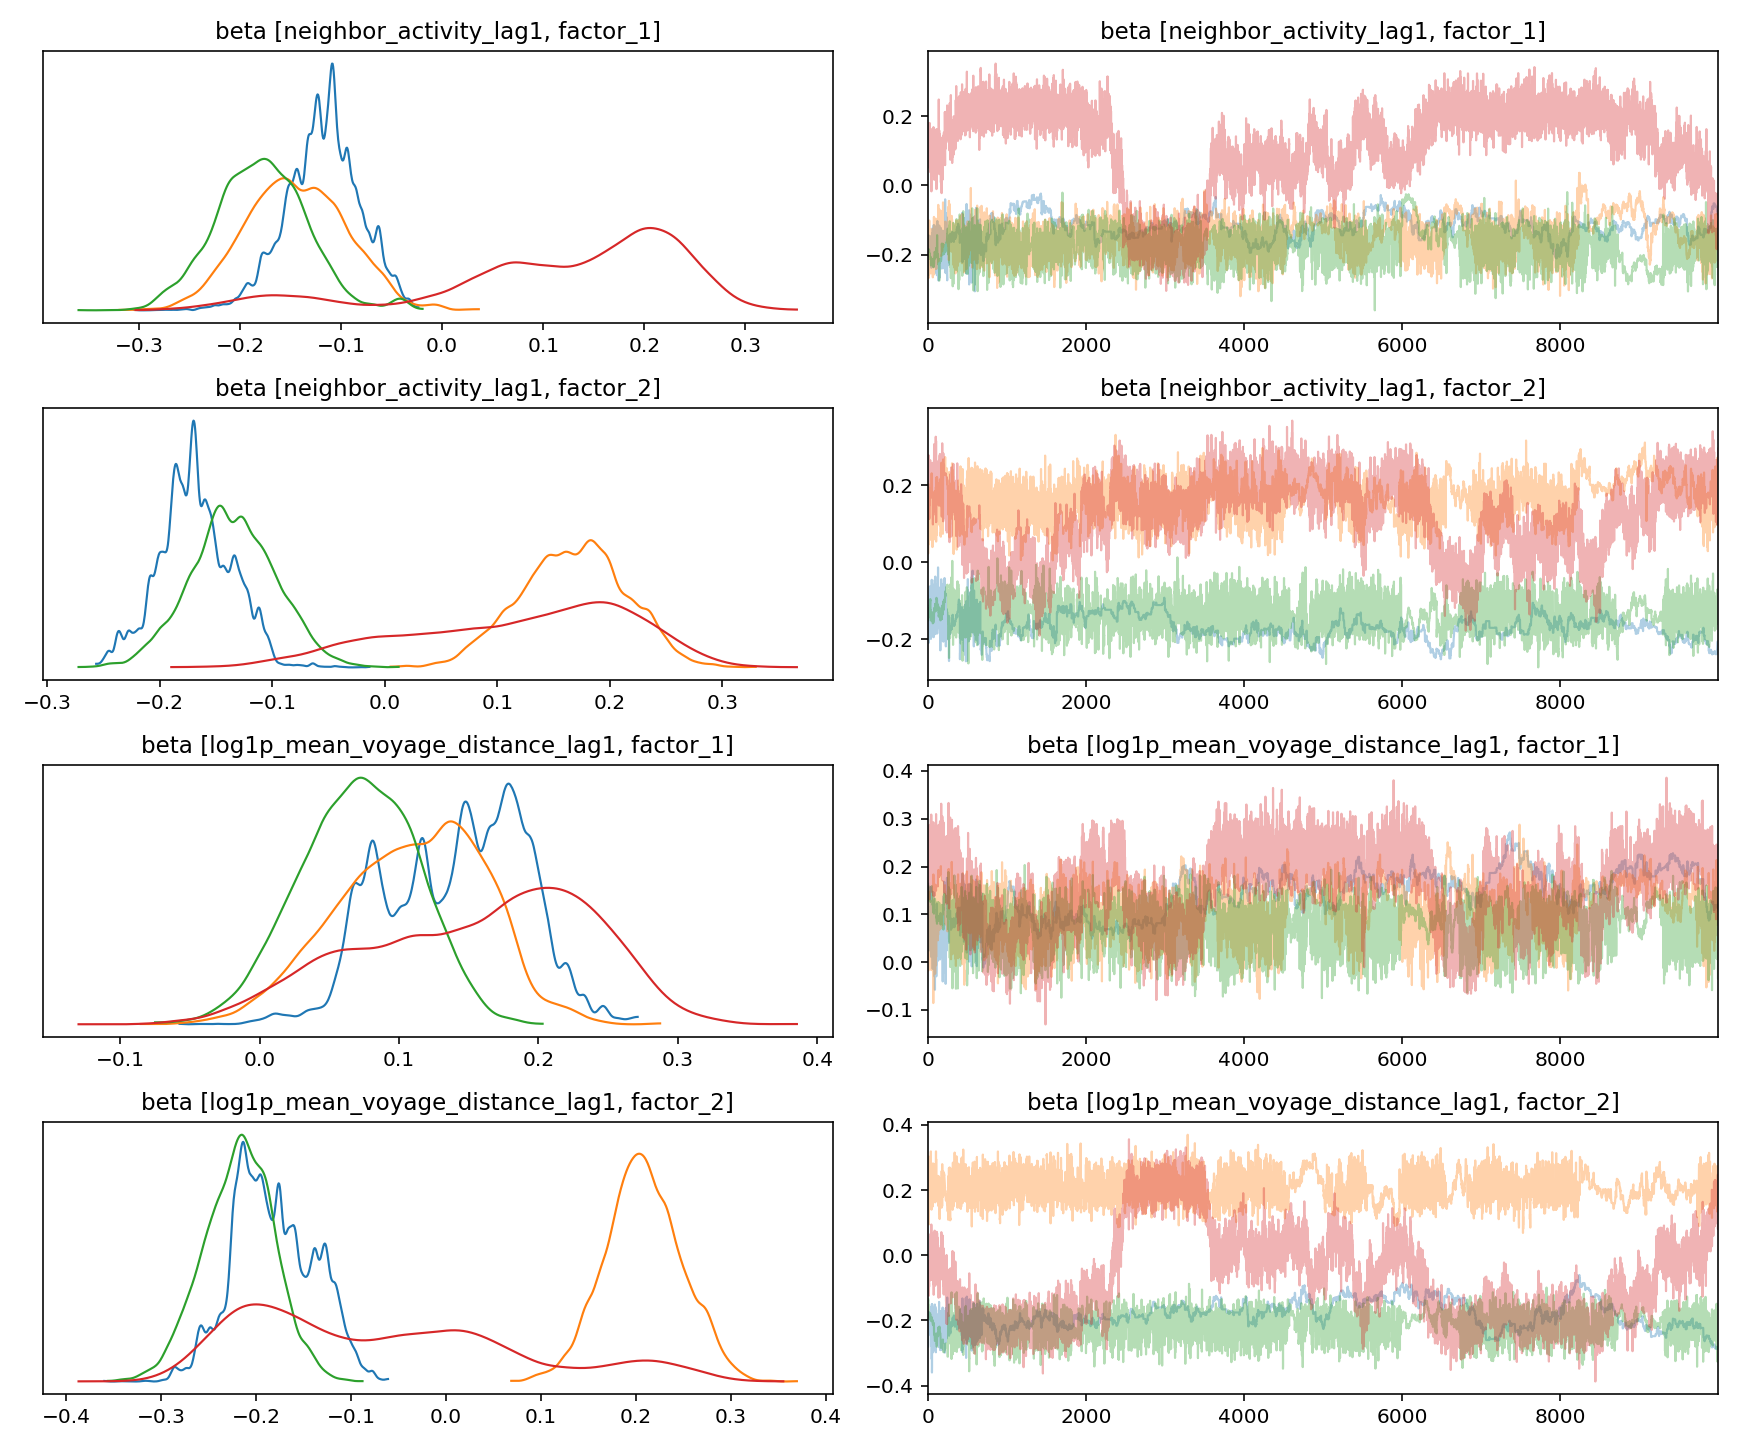 beta [neighbor_activity_lag1, factor_1]
beta [neighbor_activity_lag1, factor_1]
−0.3 −0.2 −0.1 0.0 0.1 0.2 0.3
0.2
0.0
−0.2
0 2000 4000 6000 8000
beta [neighbor_activity_lag1, factor_2]
beta [neighbor_activity_lag1, factor_2]
−0.3 −0.2 −0.1 0.0 0.1 0.2 0.3
0.2
0.0
−0.2
0 2000 4000 6000 8000
beta [log1p_mean_voyage_distance_lag1, factor_1]
beta [log1p_mean_voyage_distance_lag1, factor_1]
−0.1 0.0 0.1 0.2 0.3 0.4
0.4
0.3
0.2
0.1
0.0
−0.1
0 2000 4000 6000 8000
beta [log1p_mean_voyage_distance_lag1, factor_2]
beta [log1p_mean_voyage_distance_lag1, factor_2]
−0.4 −0.3 −0.2 −0.1 0.0 0.1 0.2 0.3 0.4
0.4
0.2
0.0
−0.2
−0.4
0 2000 4000 6000 8000